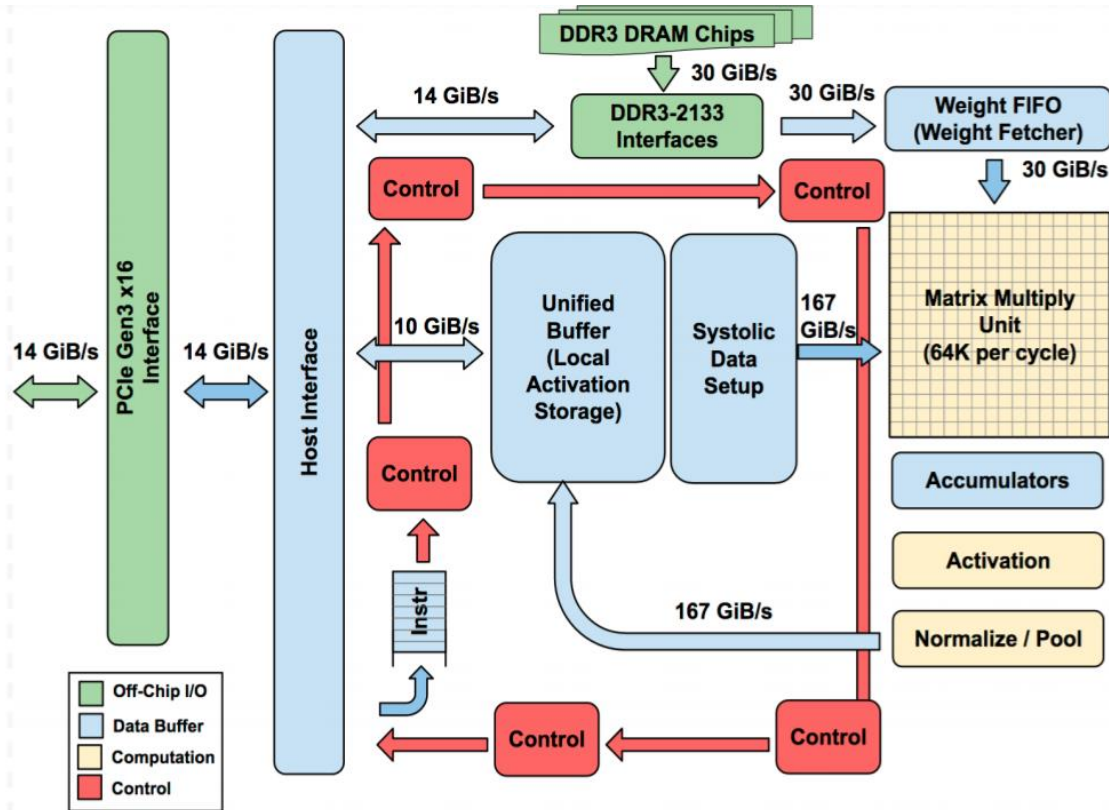 DDR3 DRAM Chips
30 GiB/s
14 GiB/s
DDR3-2133
Interfaces
30 GiB/s
Weight FIFO
(Weight Fetcher)
30 GiB/s
Control
Control
PCIe Gen3 x16
Interface
Host Interface
14 GiB/s
14 GiB/s
10 GiB/s
Unified
Buffer
(Local
Activation
Storage)
Systolic
Data
Setup
167
GiB/s
Matrix Multiply
Unit
(64K per cycle)
Control
Accumulators
Activation
Instr
167 GiB/s
Normalize / Pool
Control
Control
Off-Chip I/O
Data Buffer
Computation
Control